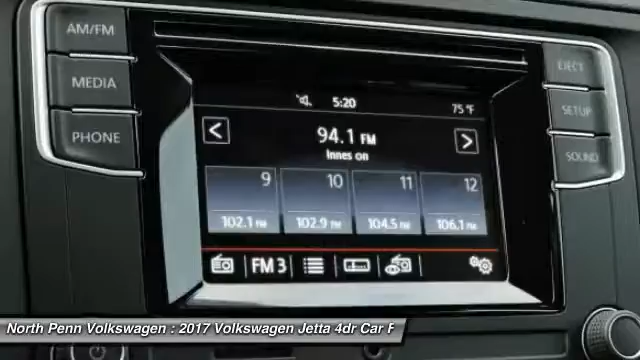 AM/FM
MEDIA
PHONE
EJECT
SETUP
SOUND
5:20
75°F
94.1 FM
Innes on
9
10
11
12
102.1 FM
102.9 FM
104.5 FM
106.1 FM
FM 3
North Penn Volkswagen : 2017 Volkswagen Jetta 4dr Car F